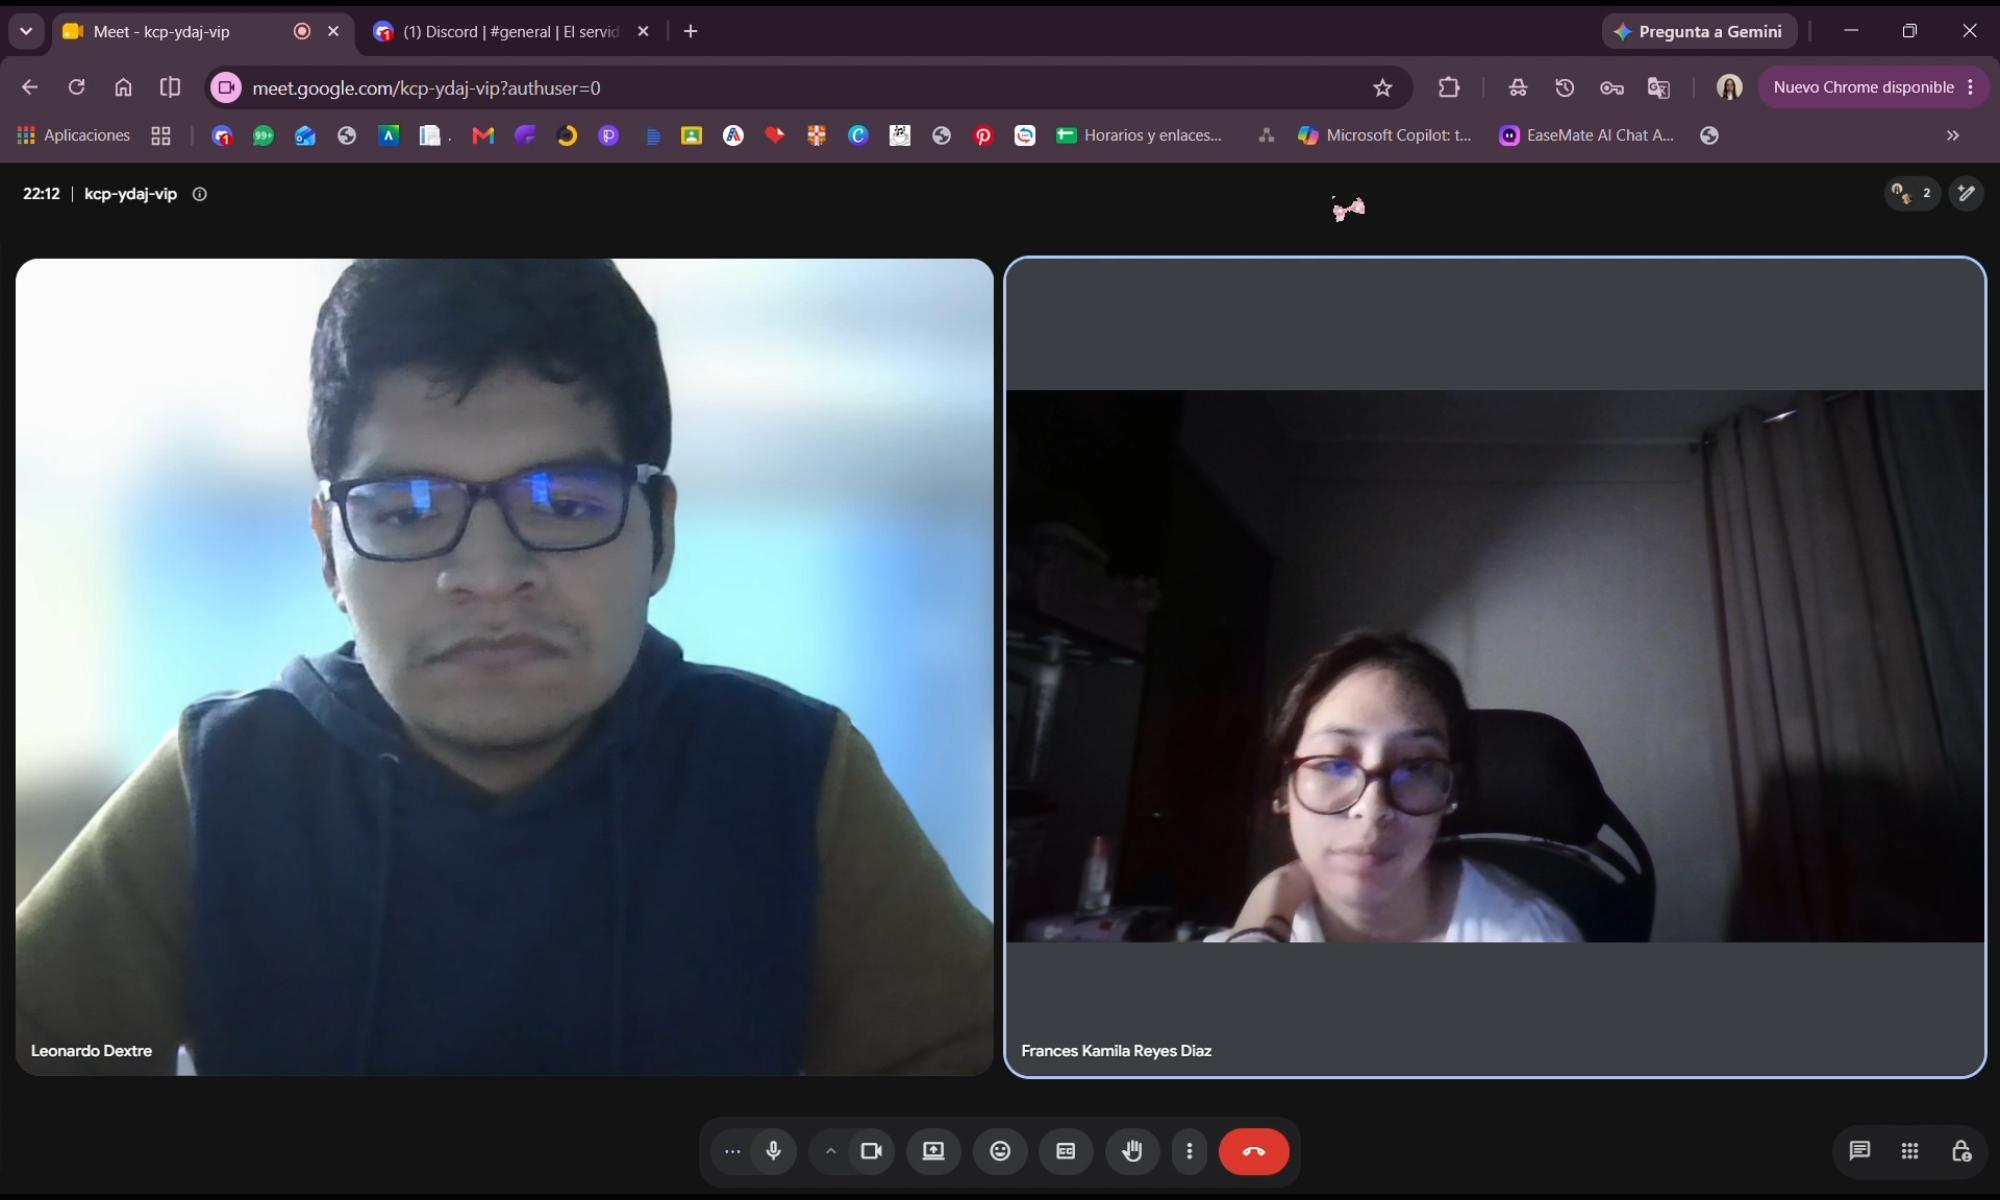 Meet - kcp-ydaj-vip
(1) Discord | #general | El servid
Pregunta a Gemini
meet.google.com/kcp-ydaj-vip?authuser=0
Nuevo Chrome disponible
Aplicaciones
99+
Horarios y enlaces...
Microsoft Copilot: t...
EaseMate AI Chat A...
22:12 | kcp-ydaj-vip
2
Leonardo Dextre
Frances Kamila Reyes Diaz